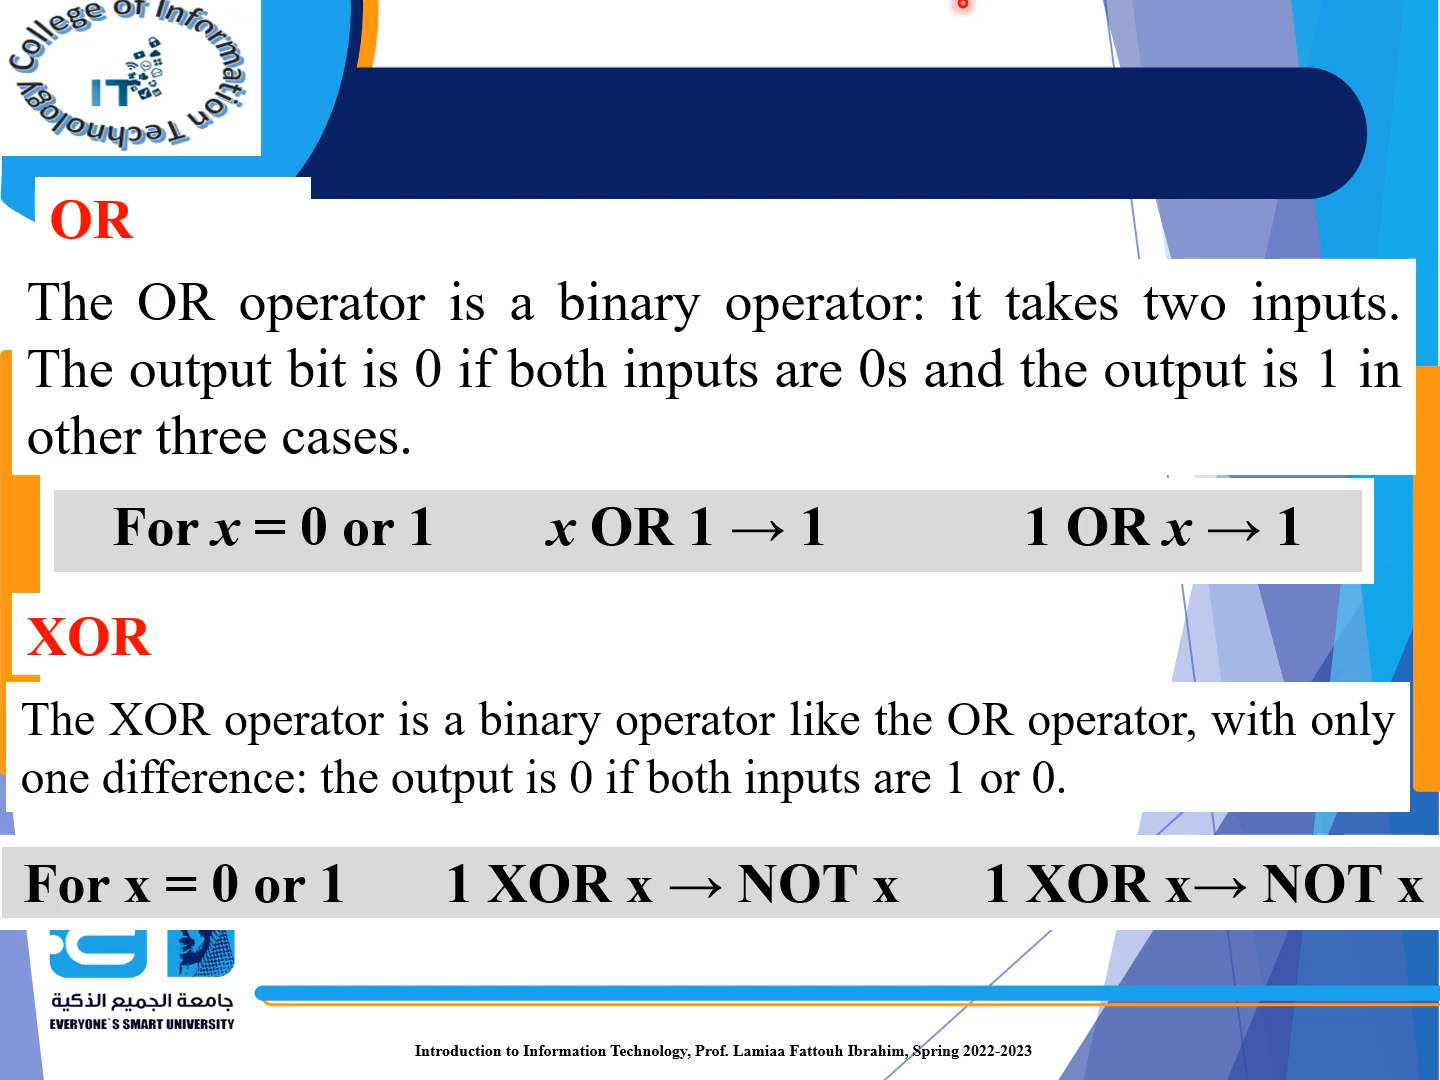 College of Information Technology
IT
OR
The OR operator is a binary operator: it takes two inputs.
The output bit is 0 if both inputs are 0s and the output is 1 in
other three cases.
For x = 0 or 1 x OR 1 → 1 1 OR x → 1
XOR
The XOR operator is a binary operator like the OR operator, with only
one difference: the output is 0 if both inputs are 1 or 0.
For x = 0 or 1 1 XOR x → NOT x 1 XOR x→ NOT x
جامعة الجميع الذكية
EVERYONE`S SMART UNIVERSITY
Introduction to Information Technology, Prof. Lamiaa Fattouh Ibrahim, Spring 2022-2023